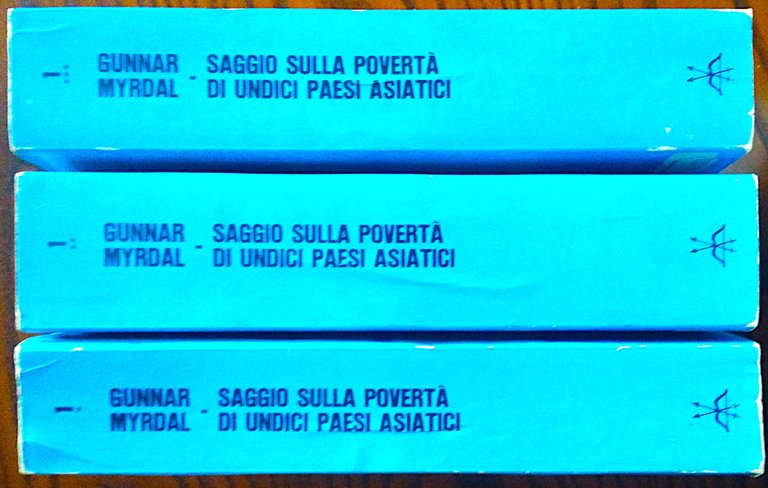 GUNNAR - SAGGIO SULLA POVERTÀ
MYRDAL DI UNDICI PAESI ASIATICI
GUNNAR - SAGGIO SULLA POVERTÀ
MYRDAL DI UNDICI PAESI ASIATICI
GUNNAR - SAGGIO SULLA POVERTÀ
MYRDAL DI UNDICI PAESI ASIATICI